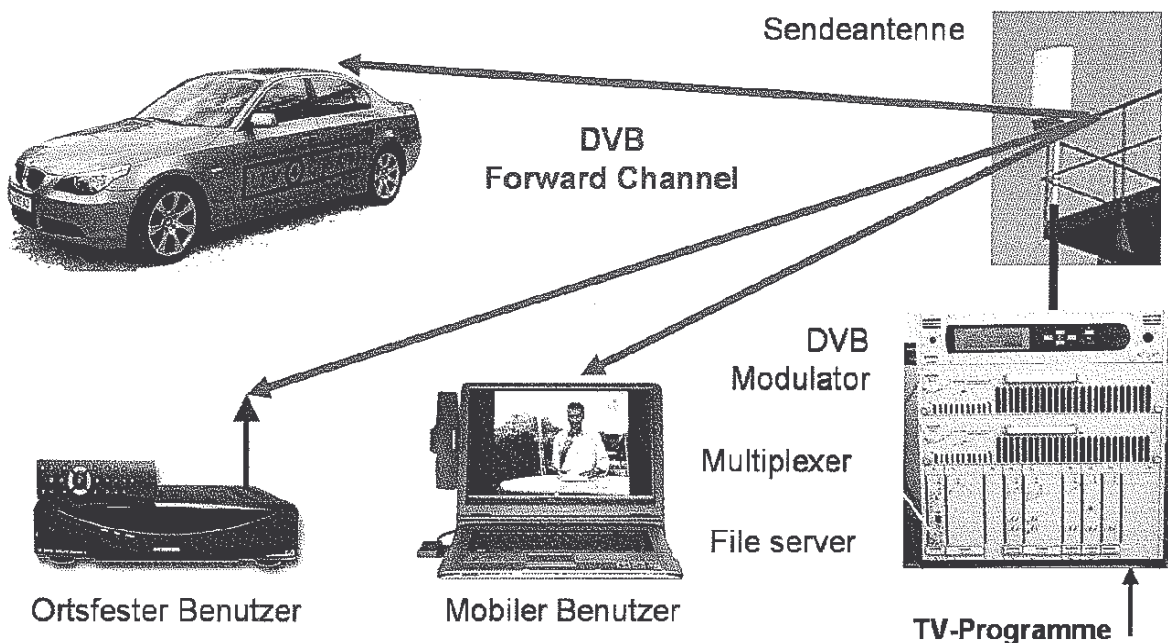 Sendeantenne
DVB
Forward Channel
DVB
Modulator
Multiplexer
File server
Ortsfester Benutzer
Mobiler Benutzer
TV-Programme